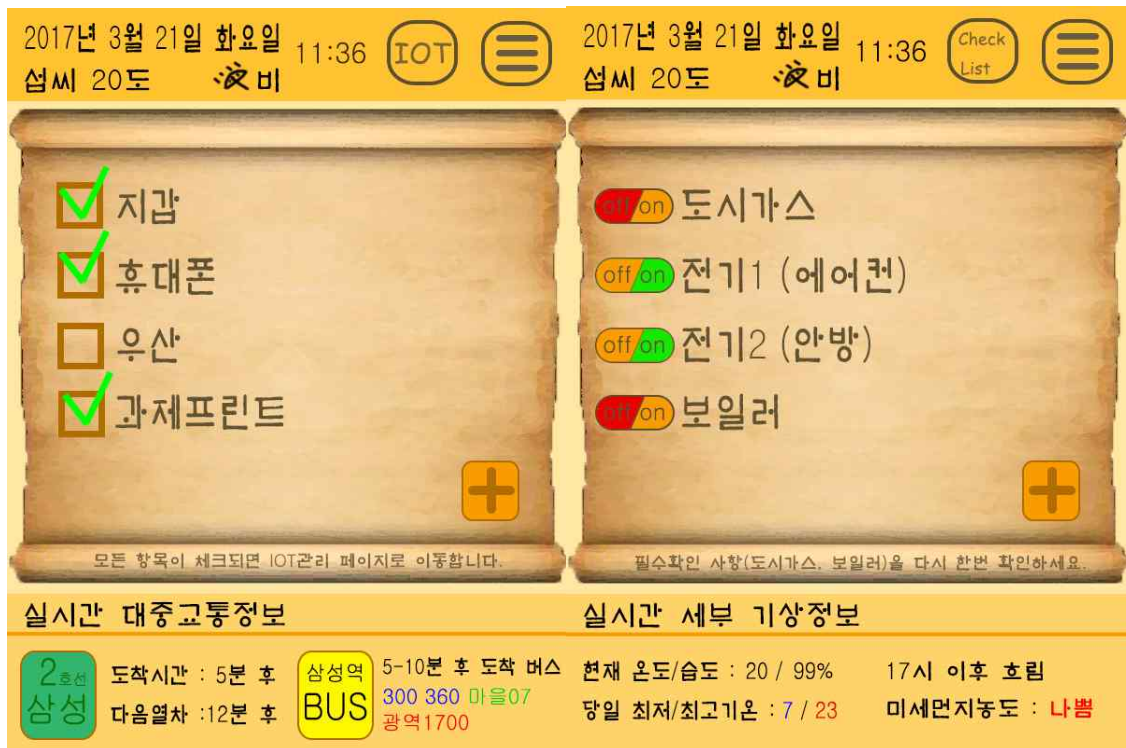 2017년 3월 21일 화요일
섭씨 20도 비
11:36
IOT
지갑
휴대폰
우산
과제프린트
모든 항목이 체크되면 IOT관리 페이지로 이동합니다.
실시간 대중교통정보
2호선
삼성
도착시간 : 5분 후
다음열차 :12분 후
삼성역
BUS
5-10분 후 도착 버스
300 360 마을07
광역1700
2017년 3월 21일 화요일
섭씨 20도 비
11:36
Check
List
off on 도시가스
off on 전기1 (에어컨)
off on 전기2 (안방)
off on 보일러
필수확인 사항(도시가스, 보일러)을 다시 한번 확인하세요.
실시간 세부 기상정보
현재 온도/습도 : 20 / 99%
당일 최저/최고기온 : 7 / 23
17시 이후 흐림
미세먼지농도 : 나쁨